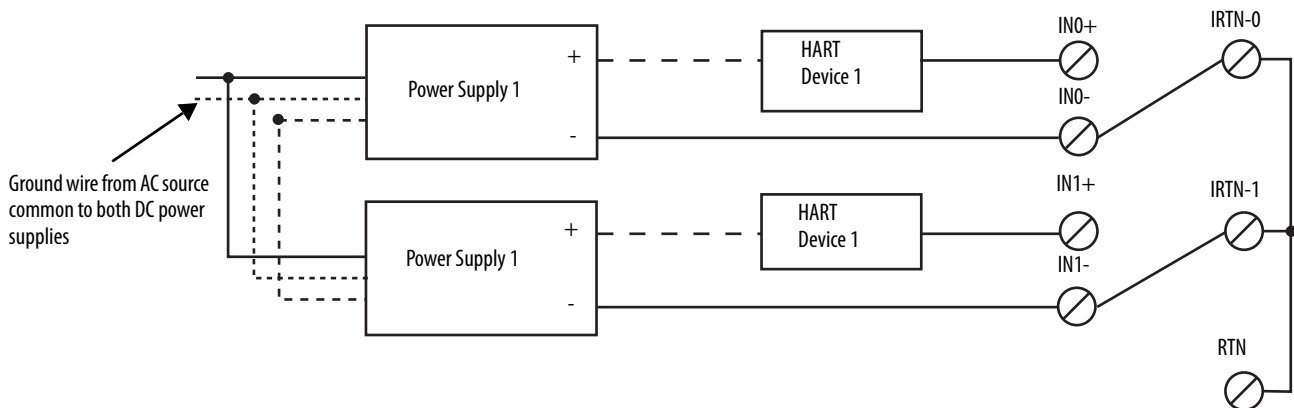 IRTN-0
IN0+
HART
Device 1
+
Power Supply 1
IN0-
-
Ground wire from AC source
common to both DC power
supplies
IN1+
IRTN-1
HART
Device 1
+
Power Supply 1
IN1-
-
RTN